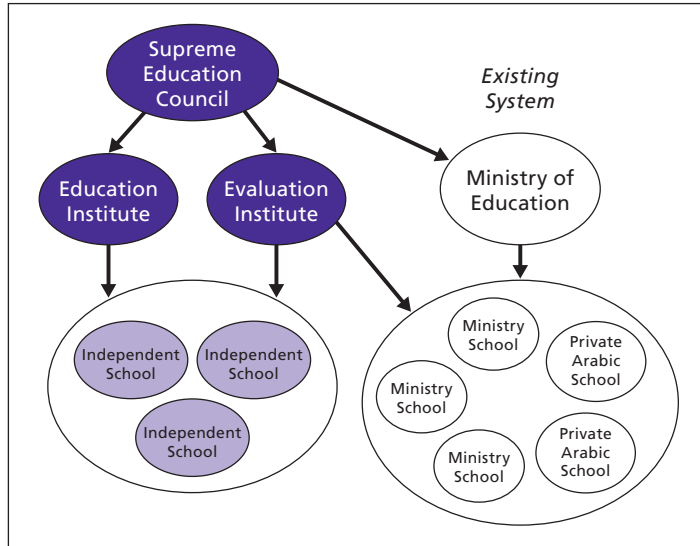 Supreme
Education
Council
Existing
System
Education
Institute
Evaluation
Institute
Ministry of
Education
Independent
School
Independent
School
Independent
School
Ministry
School
Private
Arabic
School
Ministry
School
Ministry
School
Private
Arabic
School